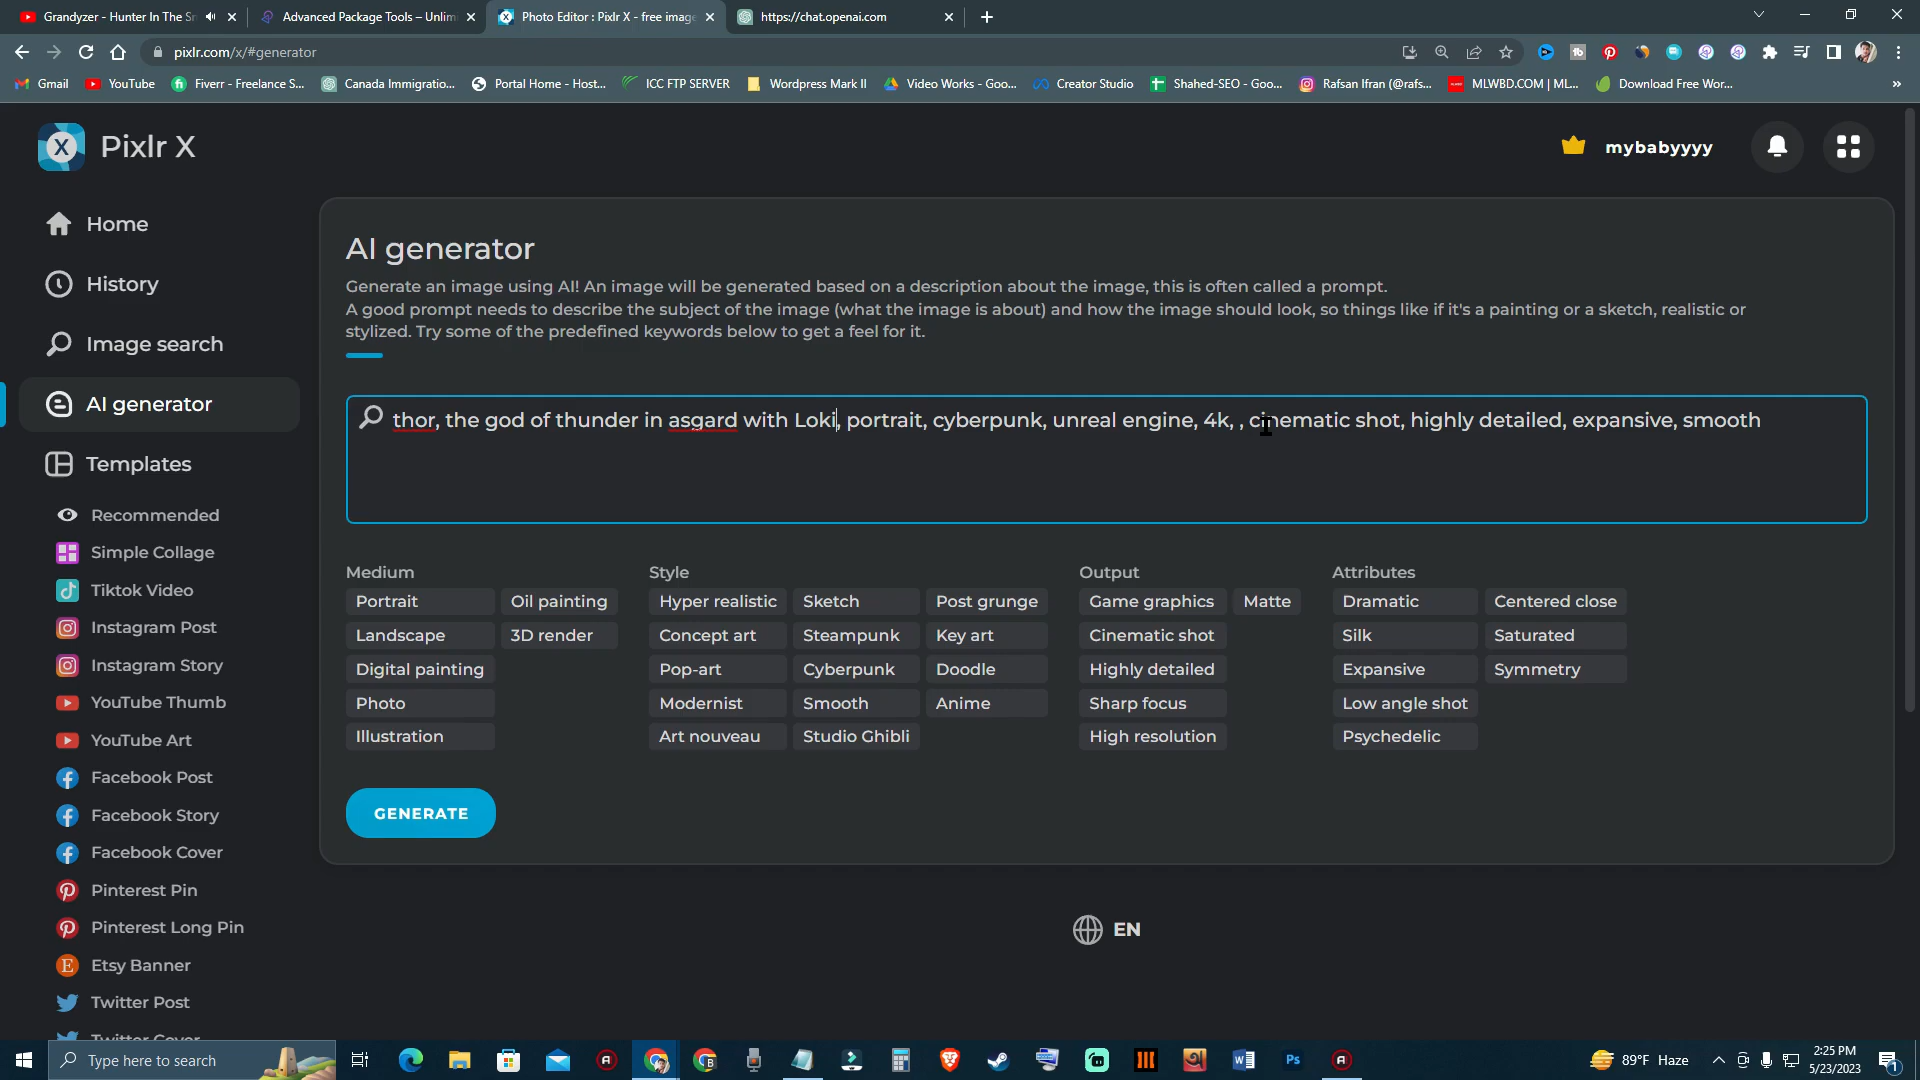 Grandyzer - Hunter In The Sn
Advanced Package Tools – Unlim
Photo Editor : Pixlr X - free imag
https://chat.openai.com
pixlr.com/x/#generator
Gmail
YouTube
Fiverr - Freelance S...
Canada Immigratio...
Portal Home - Host...
ICC FTP SERVER
Wordpress Mark II
Video Works - Goo...
Creator Studio
Shahed-SEO - Goo...
Rafsan Ifran (@rafs...
MLWBD.COM | ML...
Download Free Wor...
»
X Pixlr X
mybabyyyy
Home
History
Image search
AI generator
Templates
Recommended
Simple Collage
Tiktok Video
Instagram Post
Instagram Story
YouTube Thumb
YouTube Art
Facebook Post
Facebook Story
Facebook Cover
Pinterest Pin
Pinterest Long Pin
Etsy Banner
Twitter Post
Twitter Cover
AI generator
Generate an image using AI! An image will be generated based on a description about the image, this is often called a prompt.
A good prompt needs to describe the subject of the image (what the image is about) and how the image should look, so things like if it's a painting or a sketch, realistic or
stylized. Try some of the predefined keywords below to get a feel for it.
thor, the god of thunder in asgard with Loki, portrait, cyberpunk, unreal engine, 4k, , cinematic shot, highly detailed, expansive, smooth
Medium
Portrait
Oil painting
Landscape
3D render
Digital painting
Photo
Illustration
Style
Hyper realistic
Sketch
Post grunge
Concept art
Steampunk
Key art
Pop-art
Cyberpunk
Doodle
Modernist
Smooth
Anime
Art nouveau
Studio Ghibli
Output
Game graphics
Matte
Cinematic shot
Highly detailed
Sharp focus
High resolution
Attributes
Dramatic
Centered close
Silk
Saturated
Expansive
Symmetry
Low angle shot
Psychedelic
GENERATE
EN
Type here to search
89°F Haze
2:25 PM
5/23/2023
1